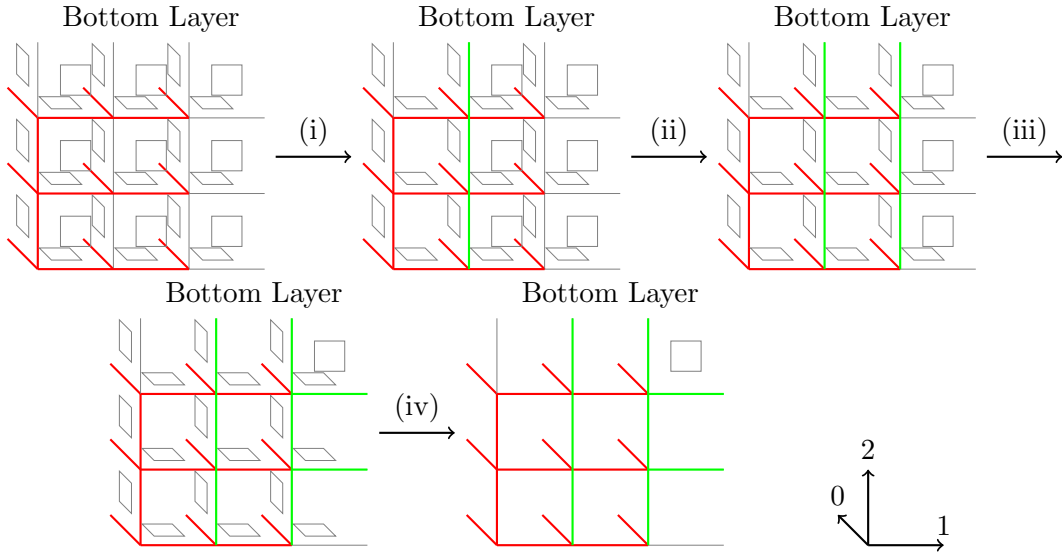 Bottom Layer
Bottom Layer
Bottom Layer
(i)
(ii)
(iii)
Bottom Layer
Bottom Layer
(iv)
2
0
1